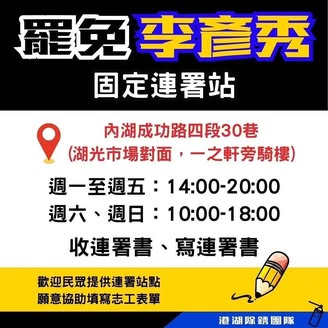 罷免 李彥秀
固定連署站
內湖成功路四段30巷
(湖光市場對面，一之軒旁騎樓)
週一至週五：14:00-20:00
週六、週日：10:00-18:00
收連署書、寫連署書
歡迎民眾提供連署站點
願意協助填寫志工表單
港湖除銹團隊